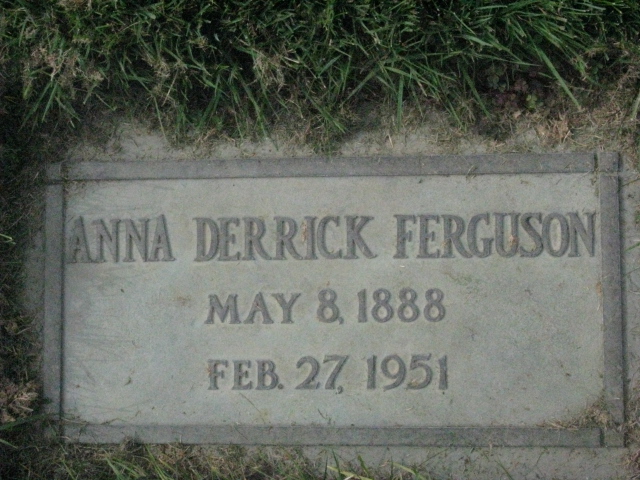 ANNA DERRICK FERGUSON
MAY 8, 1888
FEB. 27, 1951